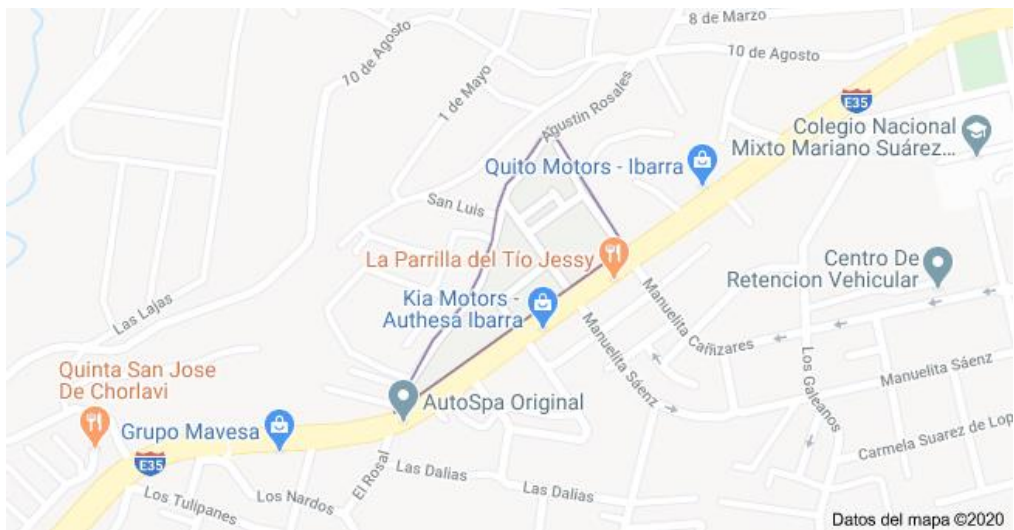 8 de Marzo
10 de Agosto
10 de Agosto
1 de Mayo
Agustin Rosales
E35
Colegio Nacional
Mixto Mariano Suárez...
Quito Motors - Ibarra
San Luis
La Parrilla del Tío Jessy
Centro De
Retencion Vehicular
Kia Motors -
Authesa Ibarra
Las Lajas
Manuelita Cañizares
Manuelita Sáenz
Manuelita Sáenz
Los Galeanos
Quinta San Jose
De Chorlavi
AutoSpa Original
Grupo Mavesa
Carmela Suarez de Lop
E35
El Rosal
Las Dalias
Las Dalias
Los Nardos
Los Tulipanes
Datos del mapa ©2020